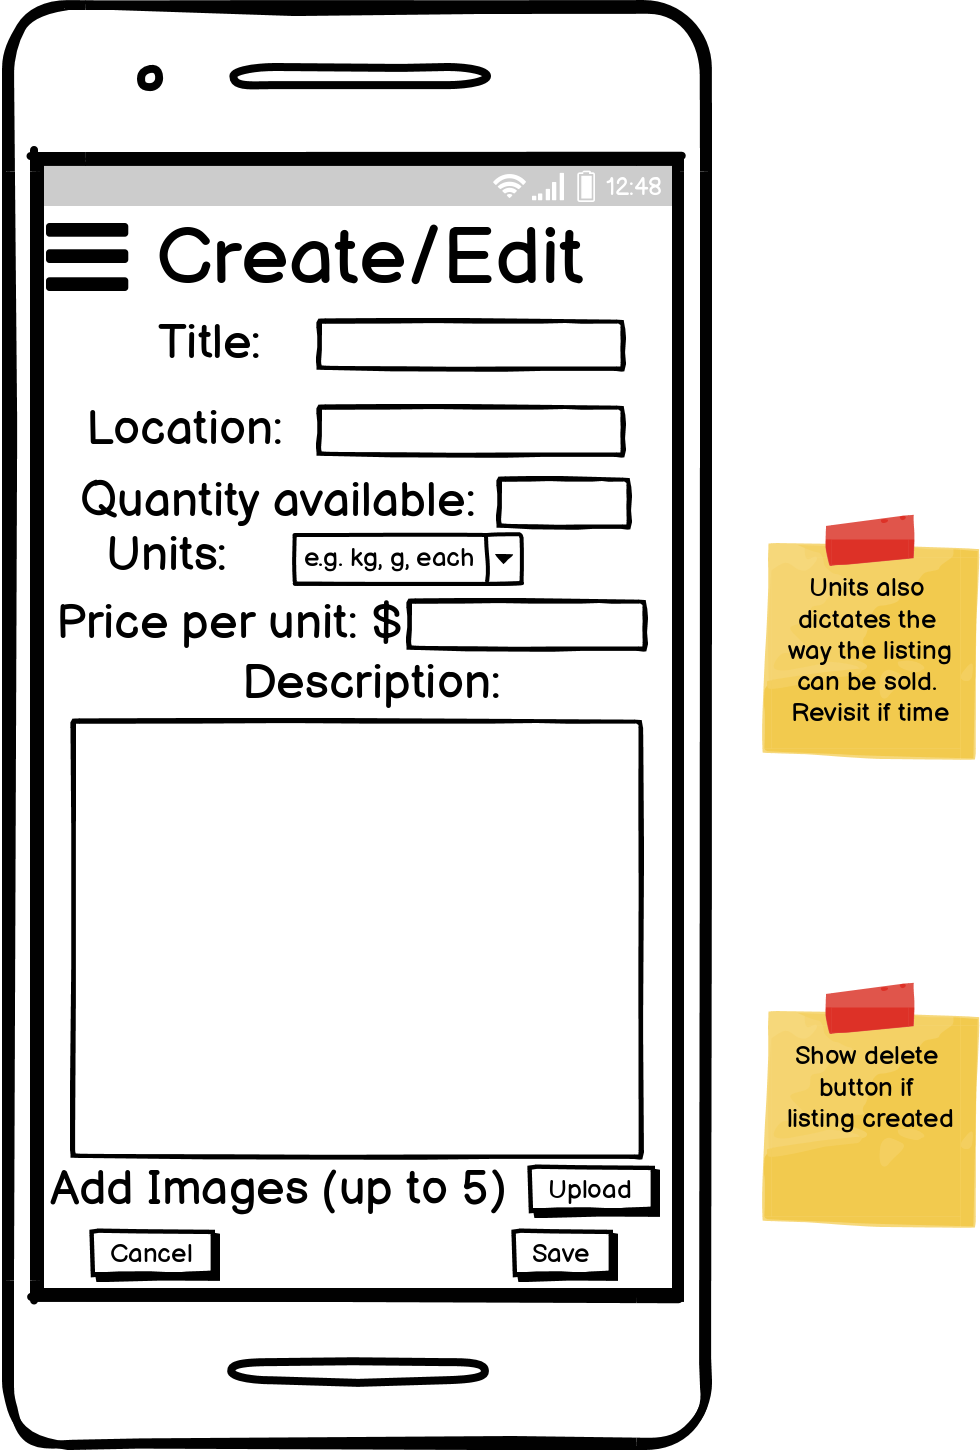 12:48
Create/Edit
Title:
Location:
Quantity available:
Units:
e.g. kg, g, each
Price per unit: $
Description:
Add Images (up to 5)
Upload
Cancel
Save
Units also
dictates the
way the listing
can be sold.
Revisit if time
Show delete
button if
listing created